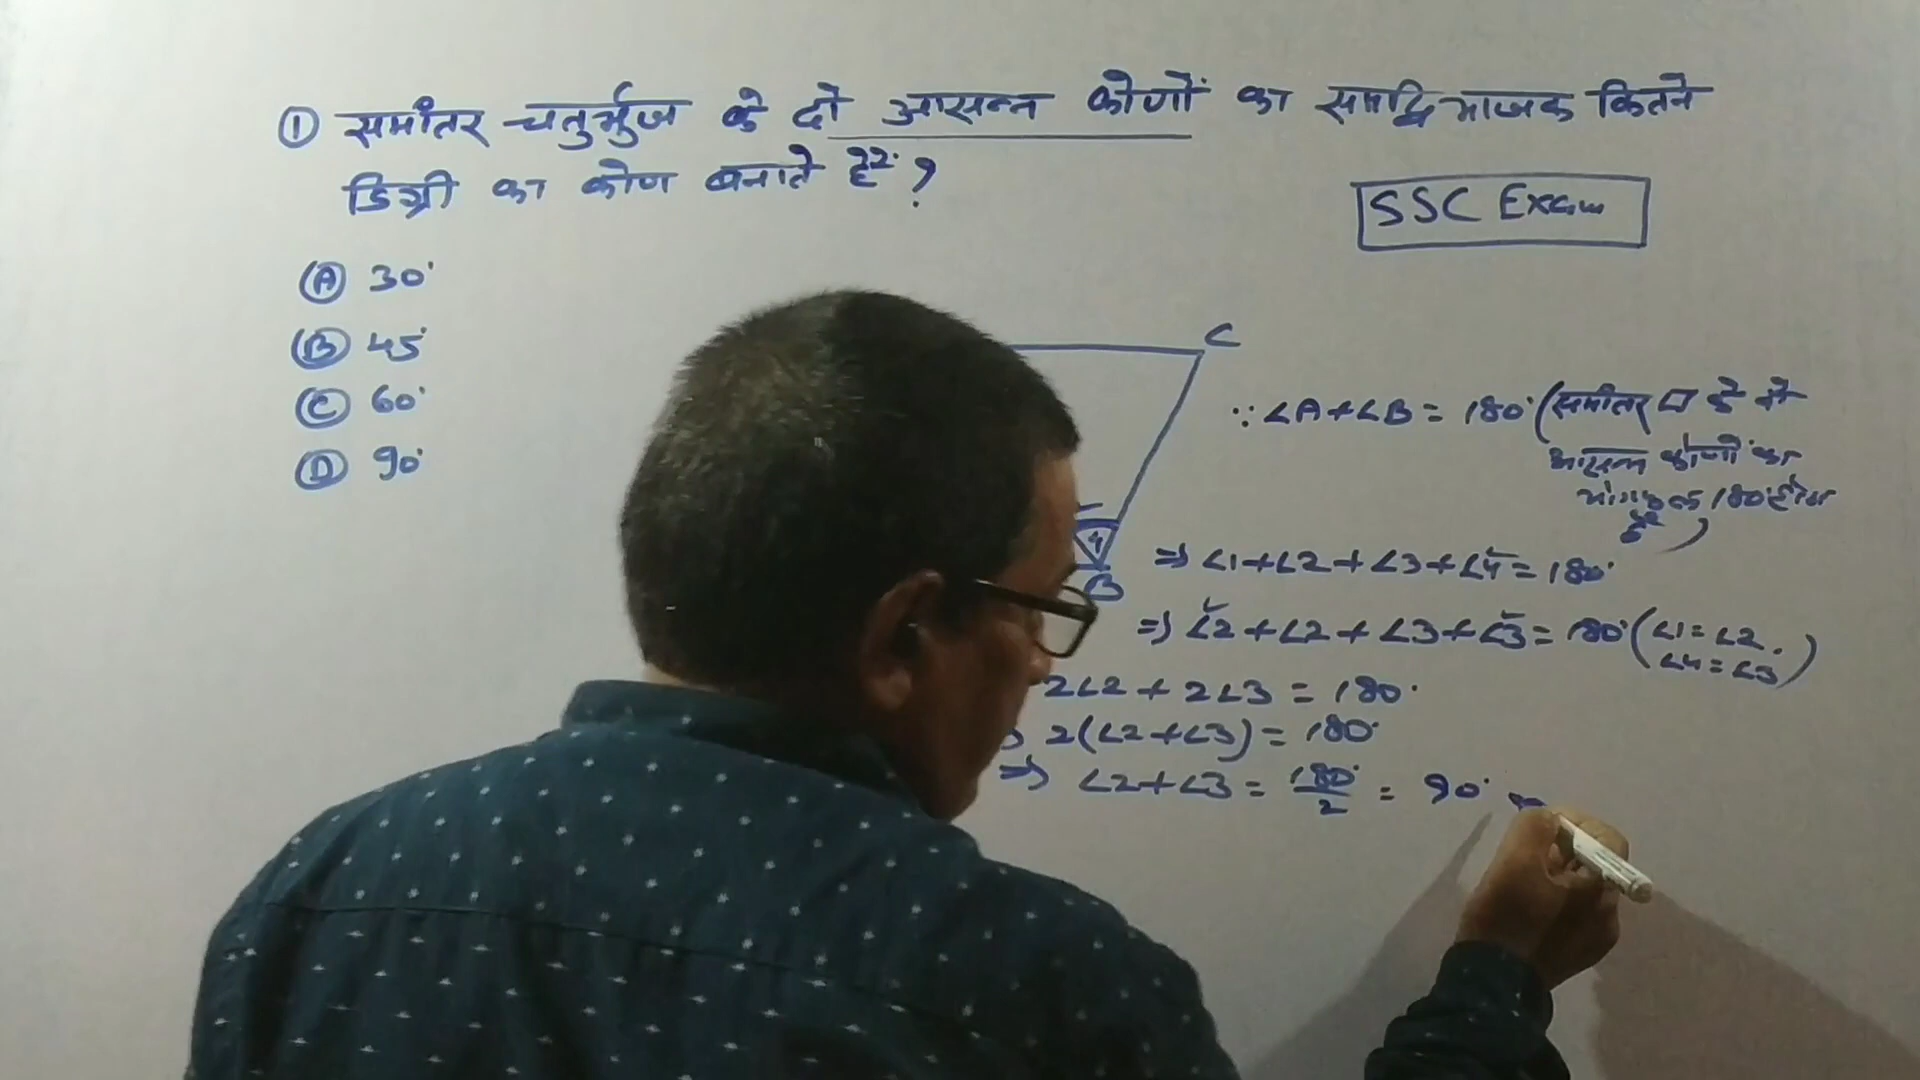 ① समांतर चतुर्भुज के दो आसन्न कोणों का समद्विभाजक कितने
डिग्री का कोण बनाते हैं ?
SSC Exam
(A) 30°
(B) 45°
(C) 60°
(D) 90°
C
4
B
∵ ∠A+∠B = 180° (समांतर ▱ के
आसन्न कोणों का
योगफल 180° होता
है)
⇒ ∠1+∠2+∠3+∠4 = 180°
⇒ ∠2+∠2+∠3+∠3 = 180° (∠1=∠2, ∠4=∠3)
2∠2 + 2∠3 = 180°
2(∠2+∠3) = 180°
⇒ ∠2+∠3 = 180°/2 = 90°